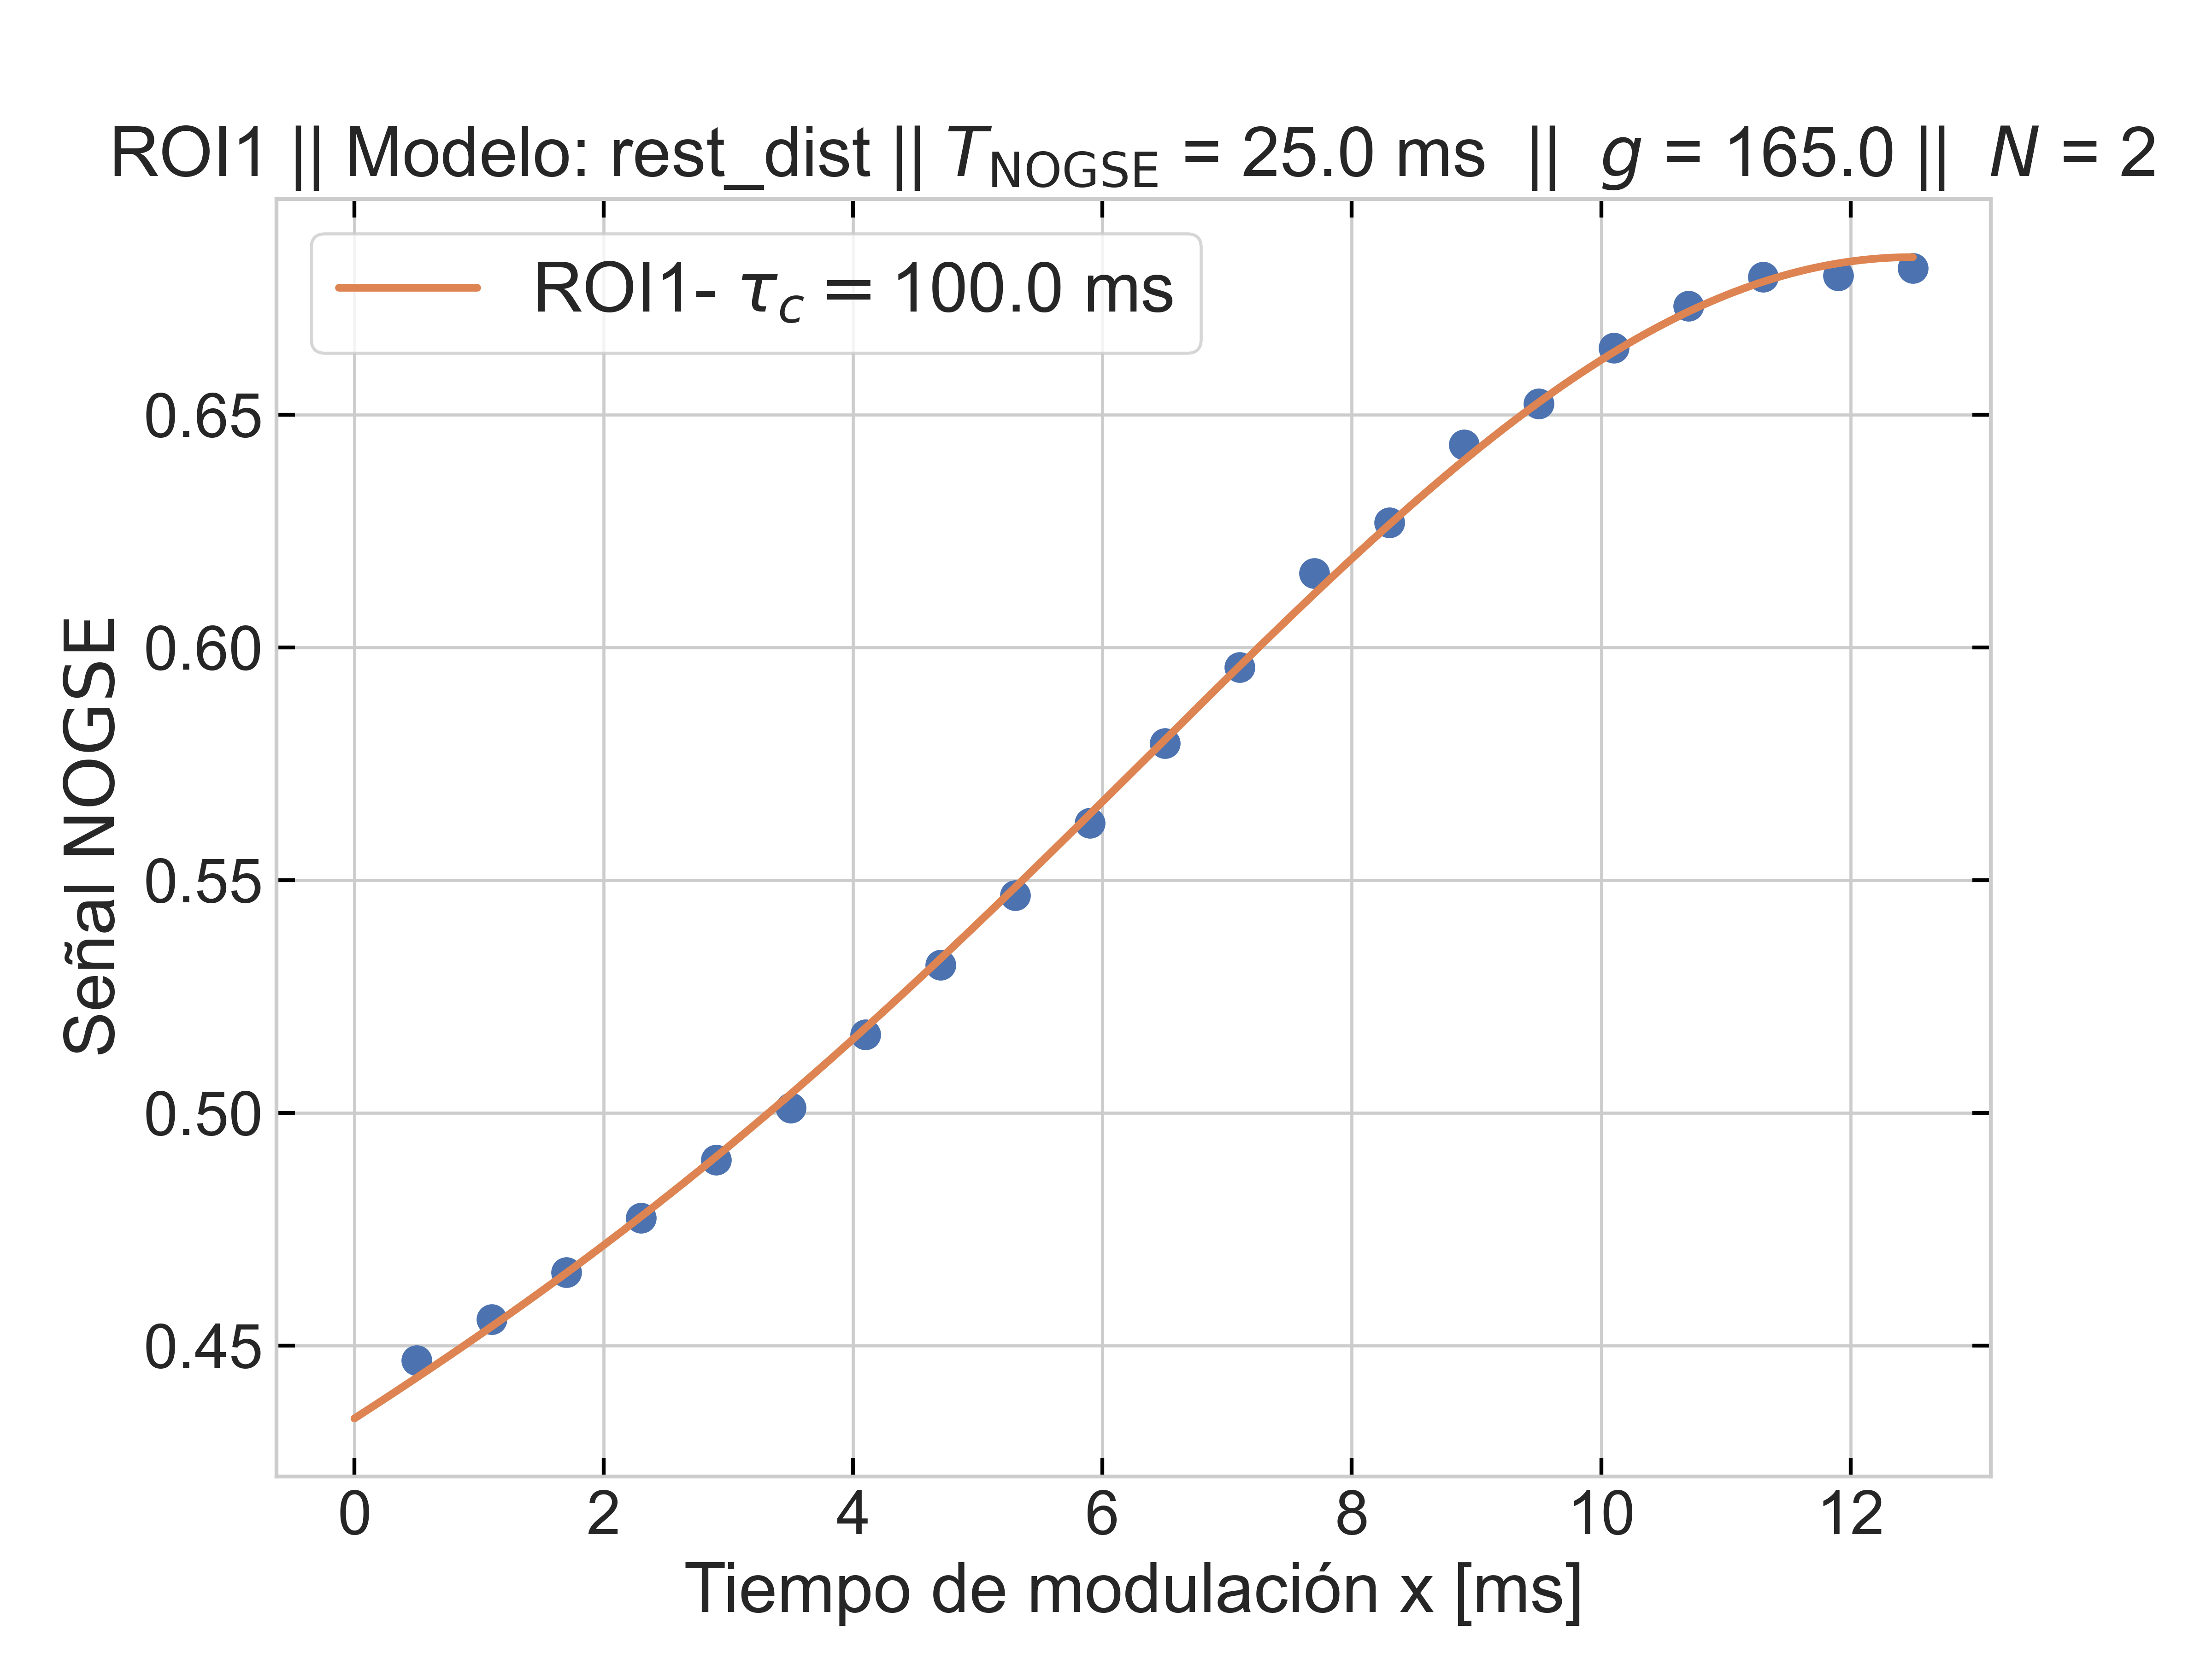 ROI1 || Modelo: rest_dist || T_NOGSE = 25.0 ms || g = 165.0 || N = 2
ROI1- τ_c = 100.0 ms
Señal NOGSE
0.65
0.60
0.55
0.50
0.45
0 2 4 6 8 10 12
Tiempo de modulación x [ms]